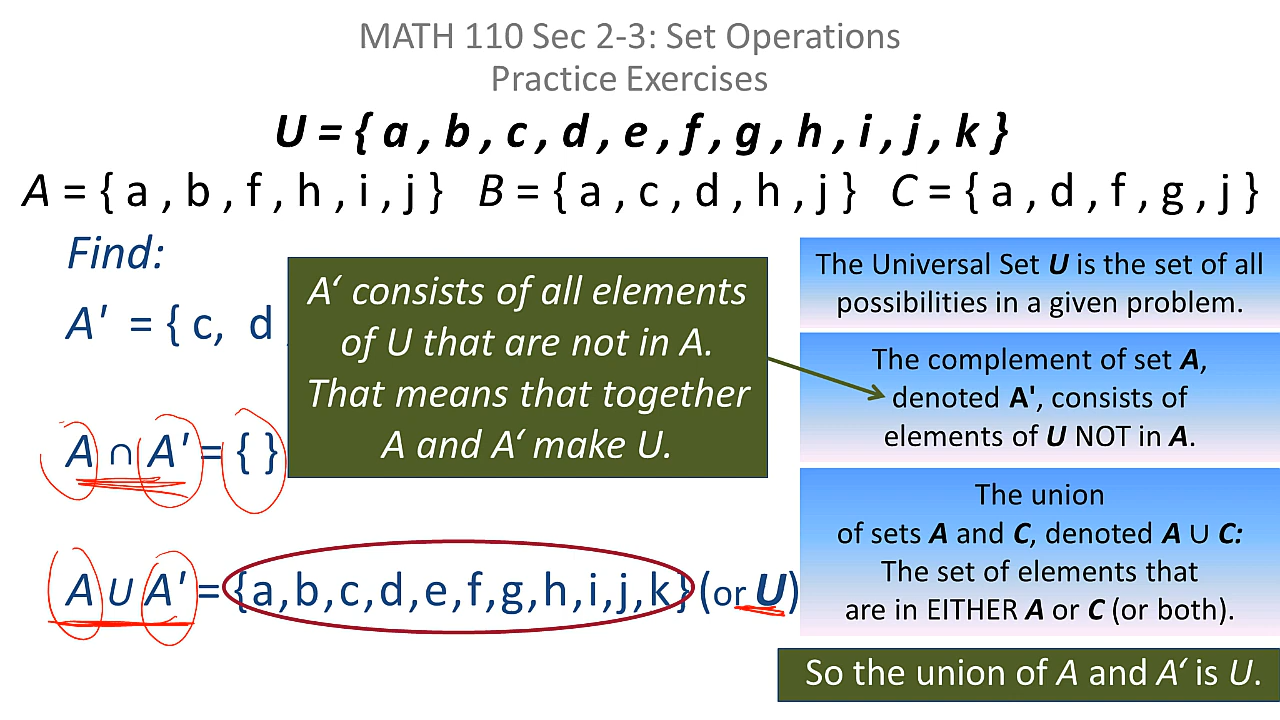 MATH 110 Sec 2-3: Set Operations
Practice Exercises
U = { a , b , c , d , e , f , g , h , i , j , k }
A = { a , b , f , h , i , j } B = { a , c , d , h , j } C = { a , d , f , g , j }
Find:
A′ = { c, d
A ∩ A′ = { }
A ∪ A′ = {a,b,c,d,e,f,g,h,i,j,k} (or U)
A‘ consists of all elements
of U that are not in A.
That means that together
A and A‘ make U.
The Universal Set U is the set of all
possibilities in a given problem.
The complement of set A,
denoted A', consists of
elements of U NOT in A.
The union
of sets A and C, denoted A ∪ C:
The set of elements that
are in EITHER A or C (or both).
So the union of A and A‘ is U.